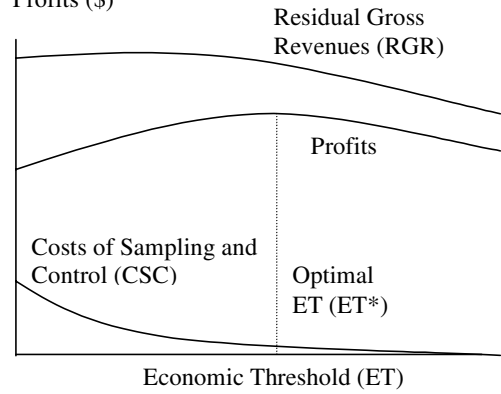 Profits ($)
Residual Gross
Revenues (RGR)
Profits
Costs of Sampling and
Control (CSC)
Optimal
ET (ET*)
Economic Threshold (ET)